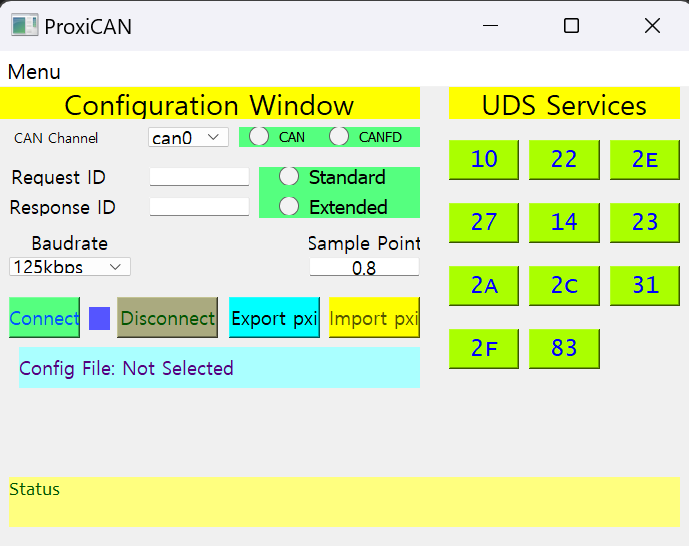 ProxiCAN
Menu
Configuration Window
CAN Channel can0 CAN CANFD
Request ID Standard
Response ID Extended
Baudrate Sample Point
125kbps 0.8
Connect Disconnect Export pxi Import pxi
Config File: Not Selected
UDS Services
10 22 2E
27 14 23
2A 2C 31
2F 83
Status